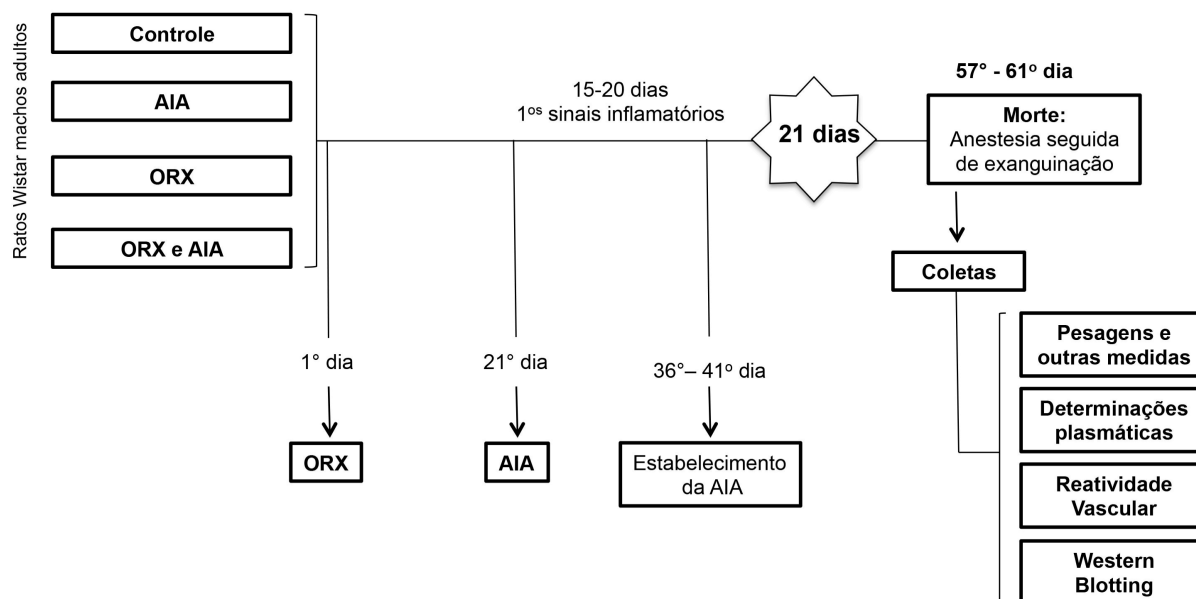 Ratos Wistar machos adultos
Controle
AIA
ORX
ORX e AIA
15-20 dias
1ºs sinais inflamatórios
21 dias
57° - 61º dia
Morte:
Anestesia seguida
de exanguinação
Coletas
1° dia
21° dia
36°– 41º dia
ORX
AIA
Estabelecimento
da AIA
Pesagens e
outras medidas
Determinações
plasmáticas
Reatividade
Vascular
Western
Blotting